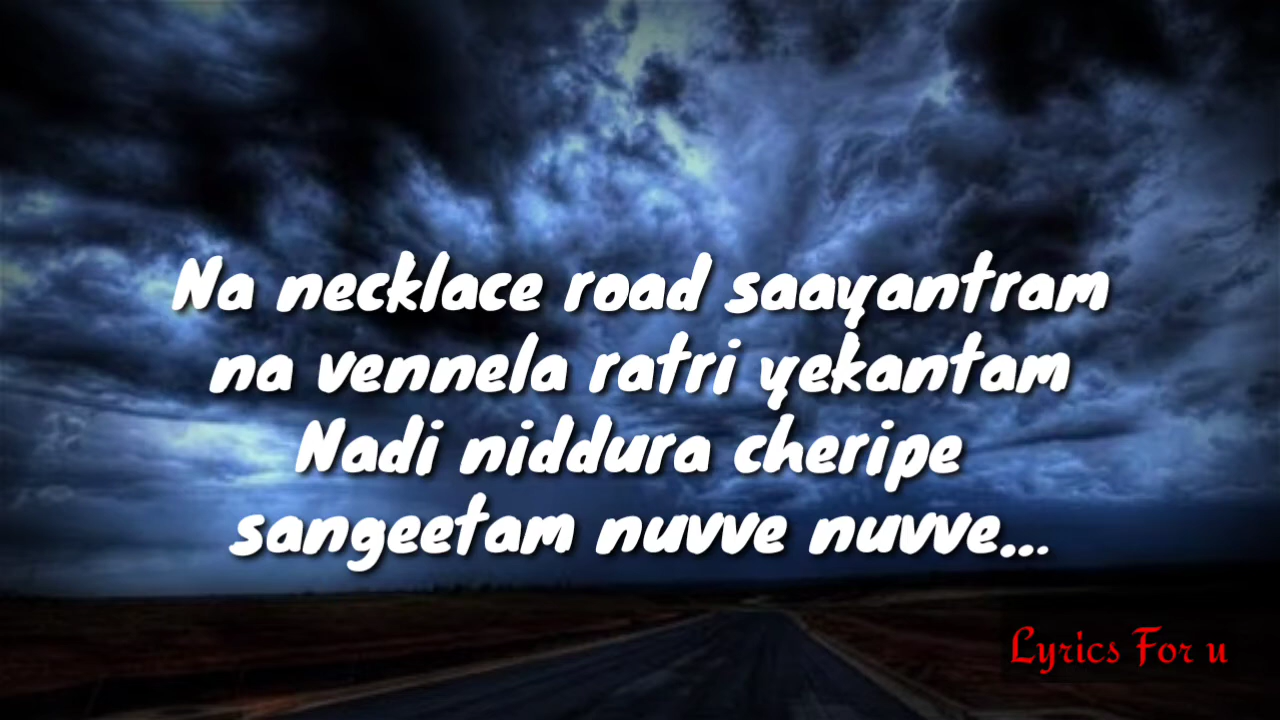 Na necklace road saayantram
na vennela ratri yekantam
Nadi niddura cheripe
sangeetam nuvve nuvve...
Lyrics For u